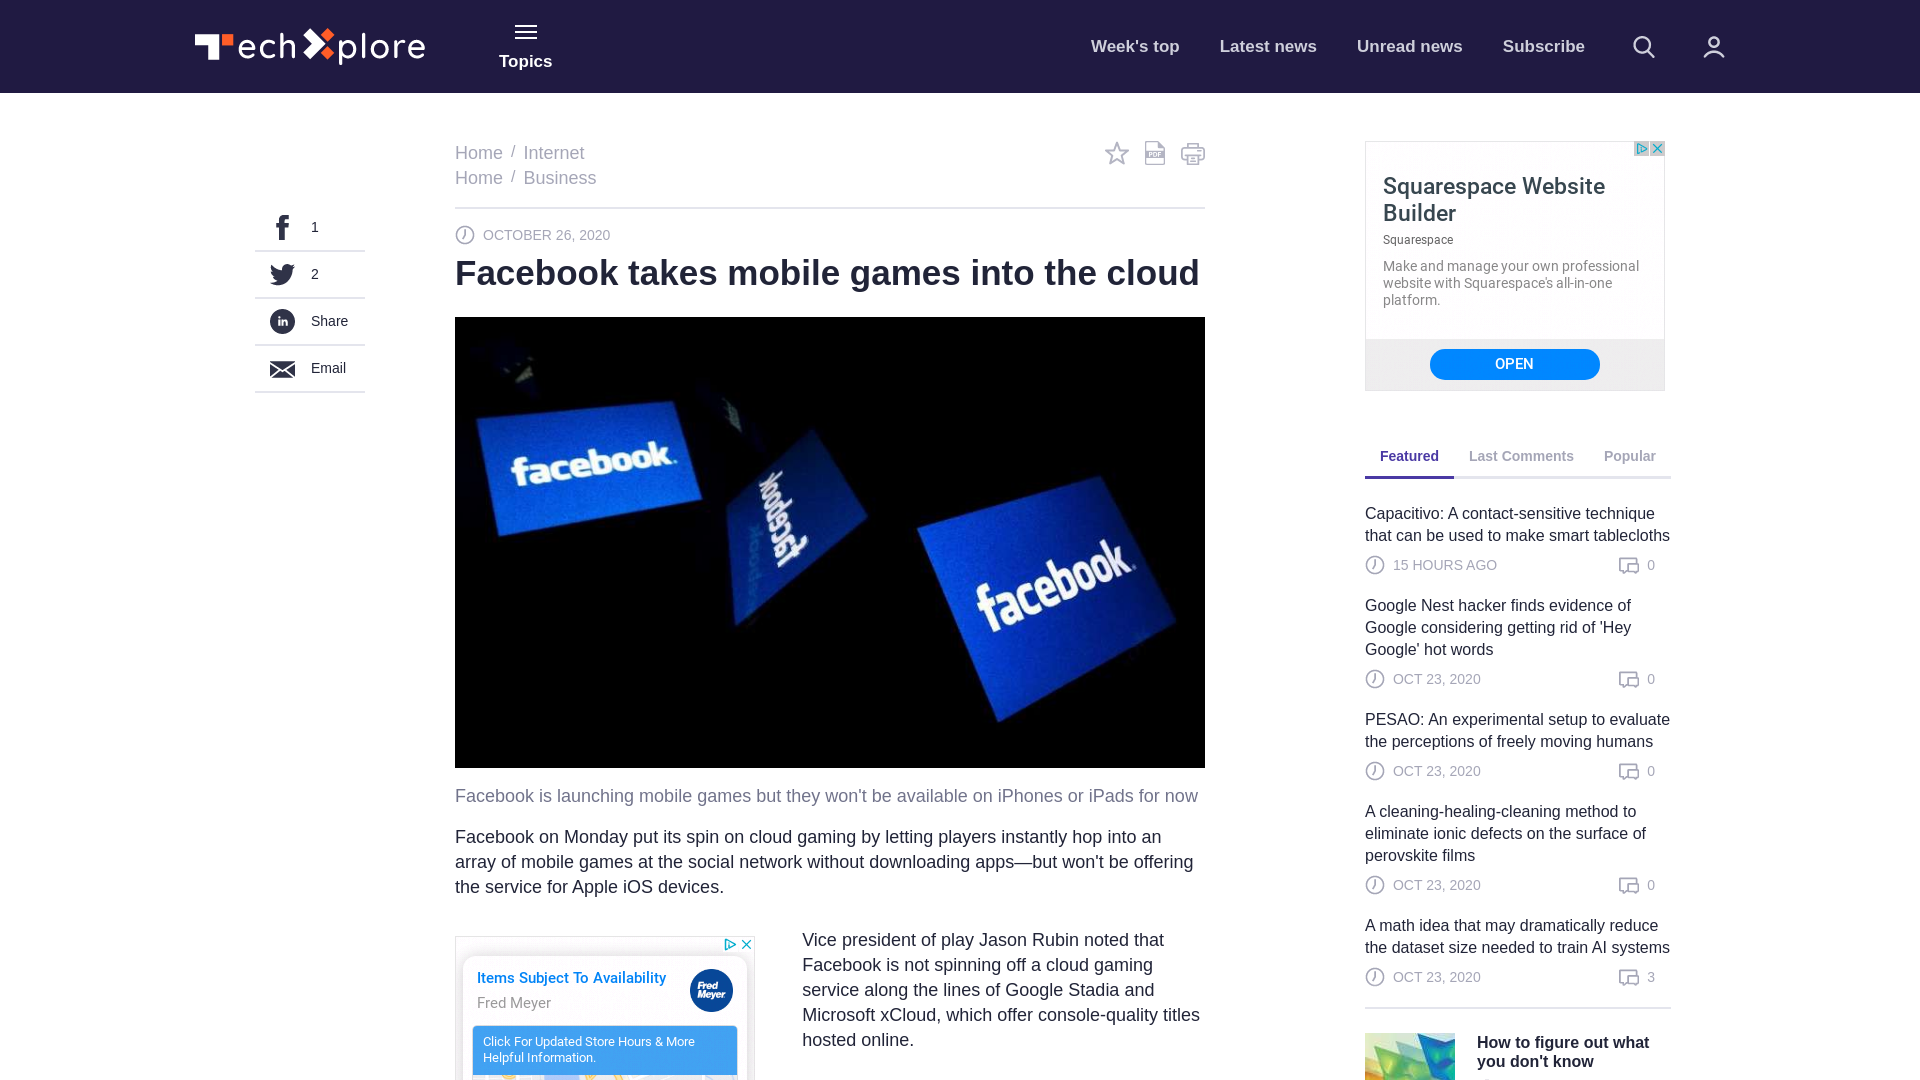 TechXplore
Topics
Week's top
Latest news
Unread news
Subscribe
Home / Internet
Home / Business
PDF
1
2
in Share
Email
OCTOBER 26, 2020
Facebook takes mobile games into the cloud
facebook
facebook
facebook
Facebook is launching mobile games but they won't be available on iPhones or iPads for now
Facebook on Monday put its spin on cloud gaming by letting players instantly hop into an
array of mobile games at the social network without downloading apps—but won't be offering
the service for Apple iOS devices.
Items Subject To Availability
Fred Meyer
Fred
Meyer
Click For Updated Store Hours & More
Helpful Information.
Vice president of play Jason Rubin noted that
Facebook is not spinning off a cloud gaming
service along the lines of Google Stadia and
Microsoft xCloud, which offer console-quality titles
hosted online.
Squarespace Website
Builder
Squarespace
Make and manage your own professional
website with Squarespace's all-in-one
platform.
OPEN
Featured
Last Comments
Popular
Capacitivo: A contact-sensitive technique
that can be used to make smart tablecloths
15 HOURS AGO
0
Google Nest hacker finds evidence of
Google considering getting rid of 'Hey
Google' hot words
OCT 23, 2020
0
PESAO: An experimental setup to evaluate
the perceptions of freely moving humans
OCT 23, 2020
0
A cleaning-healing-cleaning method to
eliminate ionic defects on the surface of
perovskite films
OCT 23, 2020
0
A math idea that may dramatically reduce
the dataset size needed to train AI systems
OCT 23, 2020
3
How to figure out what
you don't know